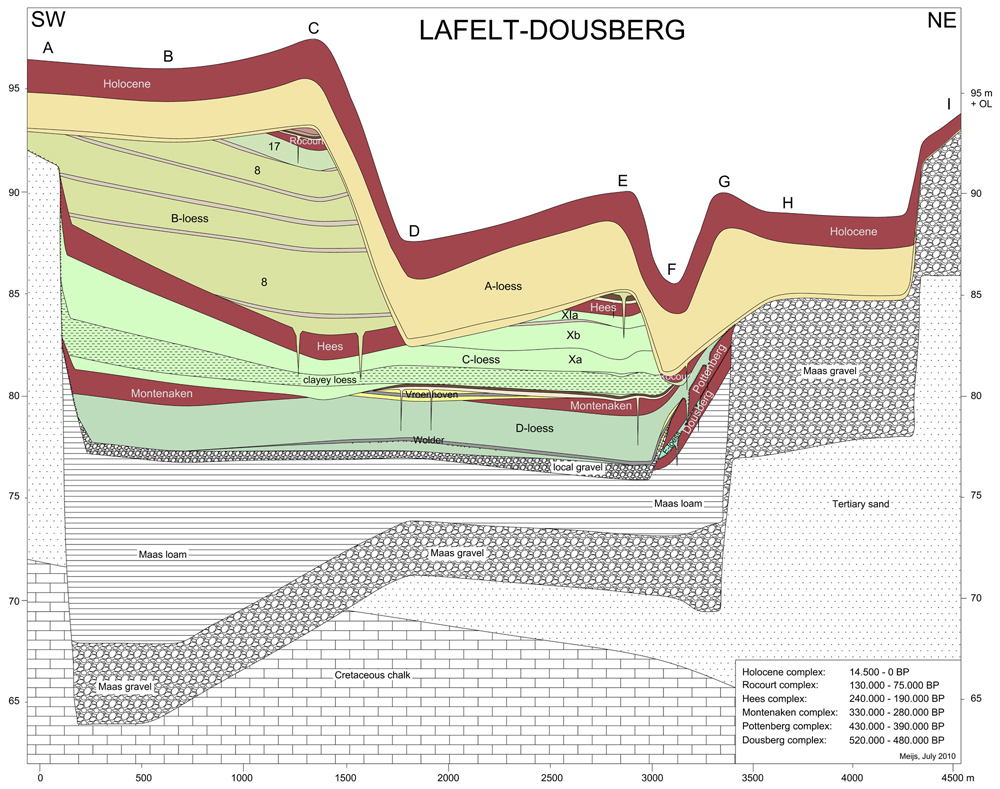 SW
LAFELT-DOUSBERG
NE
A
B
C
D
E
F
G
H
I
95
90
85
80
75
70
65
95 m
+ OL
90
85
80
75
70
65
Holocene
Rocourt
17
8
B-loess
8
Hees
A-loess
Holocene
Hees
XIa
Xb
Xa
C-loess
clayey loess
Rocourt
Pottenberg
Dousberg
Maas gravel
Montenaken
Vroenhoven
Montenaken
D-loess
Wolder
local gravel
Maas loam
Tertiary sand
Maas loam
Maas gravel
Maas gravel
Cretaceous chalk
Holocene complex: 14.500 - 0 BP
Rocourt complex: 130.000 - 75.000 BP
Hees complex: 240.000 - 190.000 BP
Montenaken complex: 330.000 - 280.000 BP
Pottenberg complex: 430.000 - 390.000 BP
Dousberg complex: 520.000 - 480.000 BP
Meijs, July 2010
0
500
1000
1500
2000
2500
3000
3500
4000
4500 m